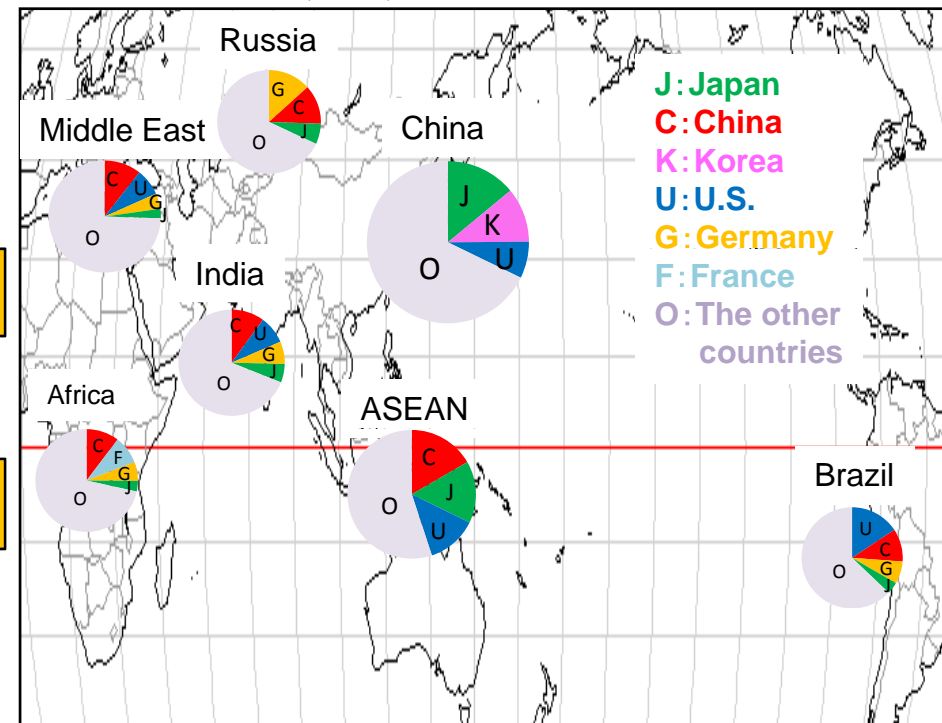 Russia
G
C
J
O
Middle East
C
U
G
J
O
China
J
K
U
O
J:Japan
C:China
K:Korea
U:U.S.
G:Germany
F:France
O:The other
countries
India
C
U
G
J
O
Africa
C
F
G
J
O
ASEAN
C
J
U
O
Brazil
U
C
G
J
O